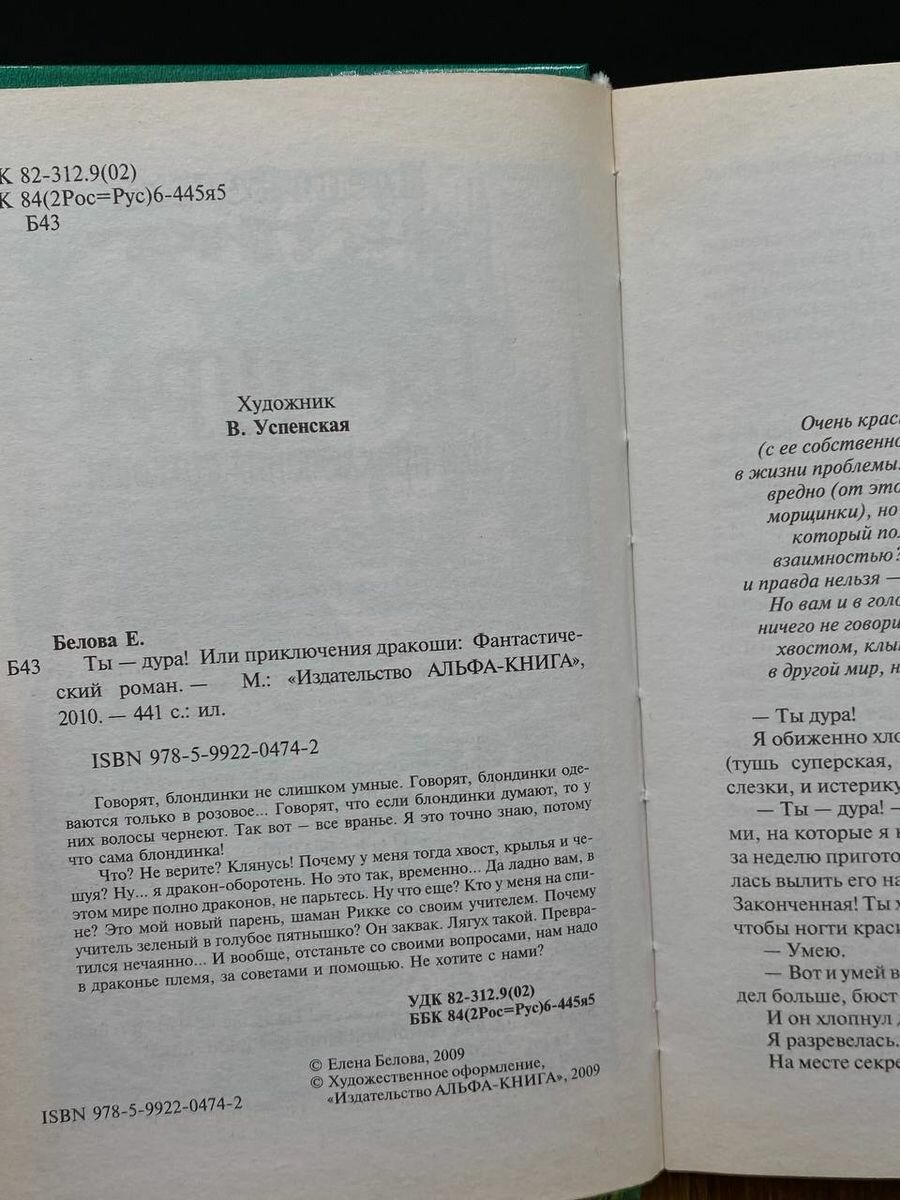 К 82-312.9(02)
К 84(2Рос=Рус)6-445я5
Б43
Художник
В. Успенская
Белова Е.
Б43 Ты — дура! Или приключения дракоши: Фантастиче-
ский роман. — М.: «Издательство АЛЬФА-КНИГА»,
2010. — 441 с.: ил.
ISBN 978-5-9922-0474-2
Говорят, блондинки не слишком умные. Говорят, блондинки оде-
ваются только в розовое... Говорят, что если блондинки думают, то у
них волосы чернеют. Так вот – все вранье. Я это точно знаю, потому
что сама блондинка!
Что? Не верите? Клянусь! Почему у меня тогда хвост, крылья и че-
шуя? Ну... я дракон-оборотень. Но это так, временно... Да ладно вам, в
этом мире полно драконов, не парьтесь. Ну что еще? Кто у меня на спи-
не? Это мой новый парень, шаман Рикке со своим учителем. Почему
учитель зеленый в голубое пятнышко? Он заквак. Лягух такой. Превра-
тился нечаянно... И вообще, отстаньте со своими вопросами, нам надо
в драконье племя, за советами и помощью. Не хотите с нами?
УДК 82-312.9(02)
ББК 84(2Рос=Рус)6-445я5
© Елена Белова, 2009
© Художественное оформление,
«Издательство АЛЬФА-КНИГА», 2009
ISBN 978-5-9922-0474-2
Очень крас
(с ее собственно
в жизни проблемы.
вредно (от это
морщинки), но
который пол
взаимностью?
и правда нельзя —
Но вам и в голо
ничего не говори
хвостом, клы
в другой мир, н
— Ты дура!
Я обиженно хло
(тушь суперская,
слезки, и истерику
— Ты — дура! —
ми, на которые я н
за неделю пригото
лась вылить его на
Законченная! Ты х
чтобы ногти краси
— Умею.
— Вот и умей в
дел больше, бюст
И он хлопнул д
Я разревелась.
На месте секре